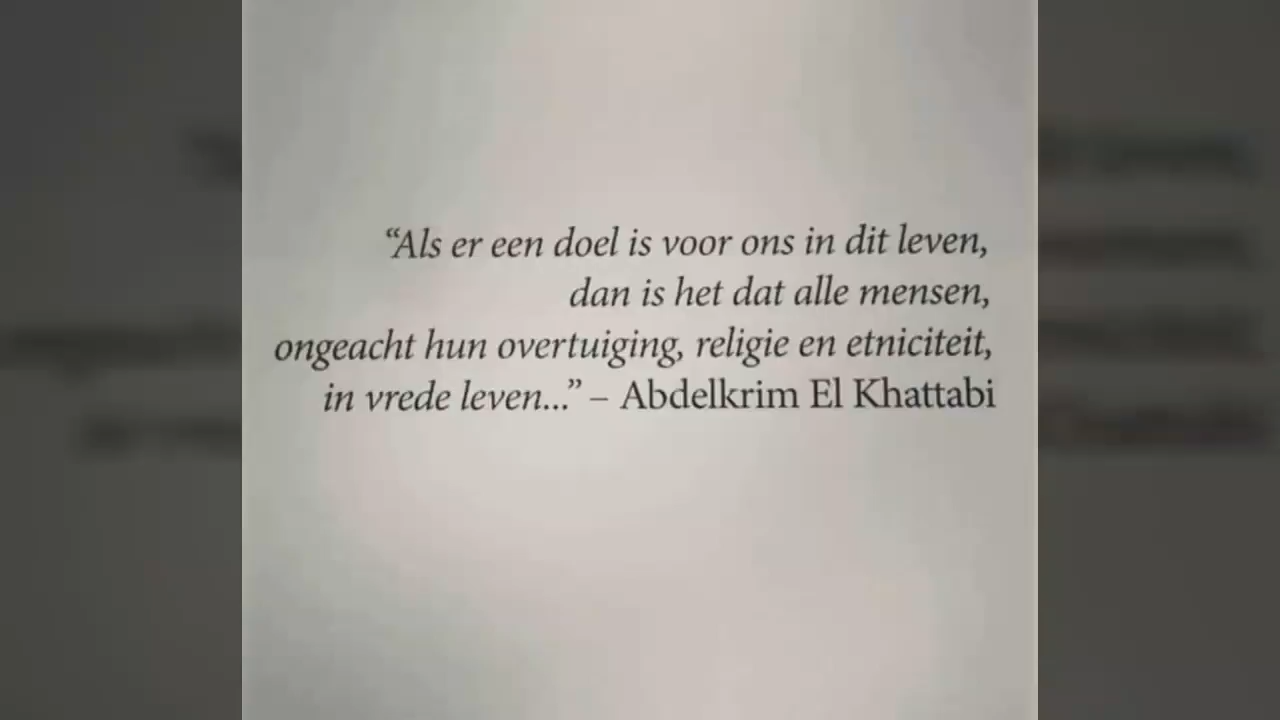 “Als er een doel is voor ons in dit leven,
dan is het dat alle mensen,
ongeacht hun overtuiging, religie en etniciteit,
in vrede leven...” – Abdelkrim El Khattabi